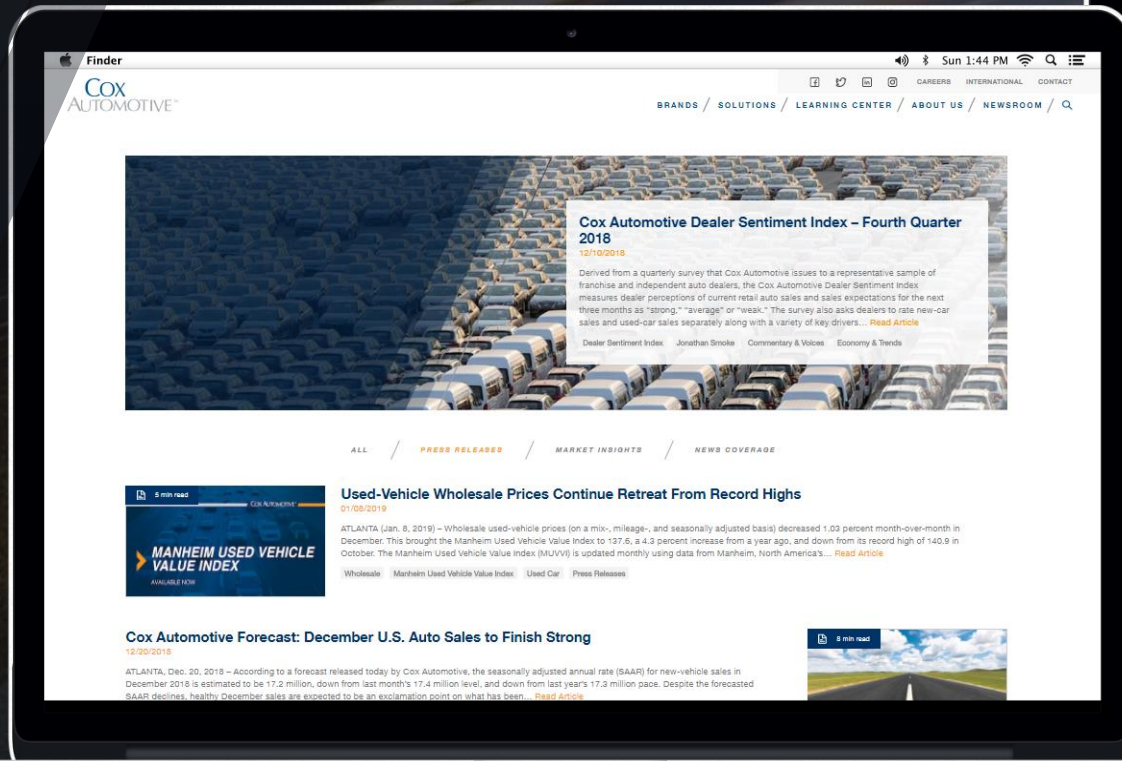 Finder
Sun 1:44 PM
CAREERS INTERNATIONAL CONTACT
COX
AUTOMOTIVE™
BRANDS / SOLUTIONS / LEARNING CENTER / ABOUT US / NEWSROOM /
Cox Automotive Dealer Sentiment Index – Fourth Quarter
2018
12/10/2018
Derived from a quarterly survey that Cox Automotive issues to a representative sample of
franchise and independent auto dealers, the Cox Automotive Dealer Sentiment Index
measures dealer perceptions of current retail auto sales and sales expectations for the next
three months as "strong," "average" or "weak." The survey also asks dealers to rate new-car
sales and used-car sales separately along with a variety of key drivers... Read Article
Dealer Sentiment Index Jonathan Smoke Commentary & Voices Economy & Trends
ALL / PRESS RELEASES / MARKET INSIGHTS / NEWS COVERAGE
5 min read
COX AUTOMOTIVE
MANHEIM USED VEHICLE
VALUE INDEX
AVAILABLE NOW
Used-Vehicle Wholesale Prices Continue Retreat From Record Highs
01/08/2019
ATLANTA (Jan. 8, 2019) – Wholesale used-vehicle prices (on a mix-, mileage-, and seasonally adjusted basis) decreased 1.03 percent month-over-month in
December. This brought the Manheim Used Vehicle Value Index to 137.6, a 4.3 percent increase from a year ago, and down from its record high of 140.9 in
October. The Manheim Used Vehicle Value Index (MUVVI) is updated monthly using data from Manheim, North America's... Read Article
Wholesale Manheim Used Vehicle Value Index Used Car Press Releases
Cox Automotive Forecast: December U.S. Auto Sales to Finish Strong
12/20/2018
ATLANTA, Dec. 20, 2018 – According to a forecast released today by Cox Automotive, the seasonally adjusted annual rate (SAAR) for new-vehicle sales in
December 2018 is estimated to be 17.2 million, down from last month's 17.4 million level, and down from last year's 17.3 million pace. Despite the forecasted
SAAR declines, healthy December sales are expected to be an exclamation point on what has been... Read Article
5 min read